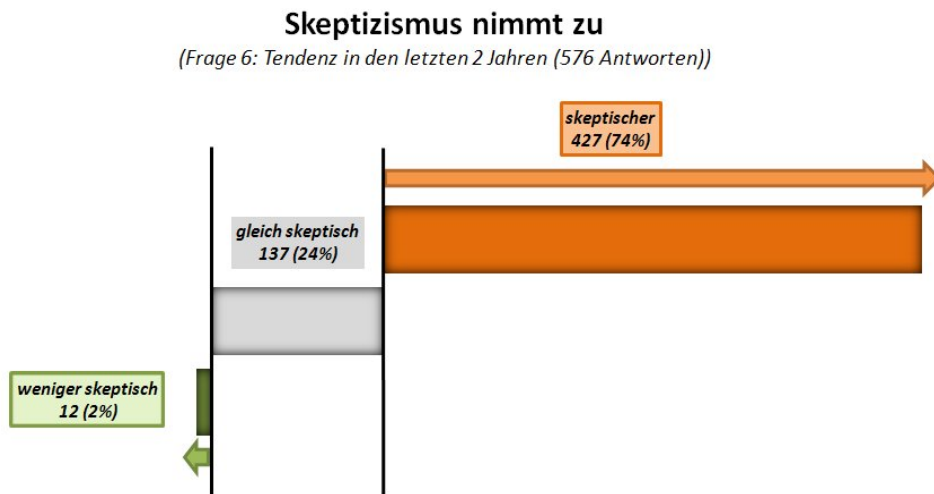 Skeptizismus nimmt zu
(Frage 6: Tendenz in den letzten 2 Jahren (576 Antworten))
skeptischer
427 (74%)
gleich skeptisch
137 (24%)
weniger skeptisch
12 (2%)